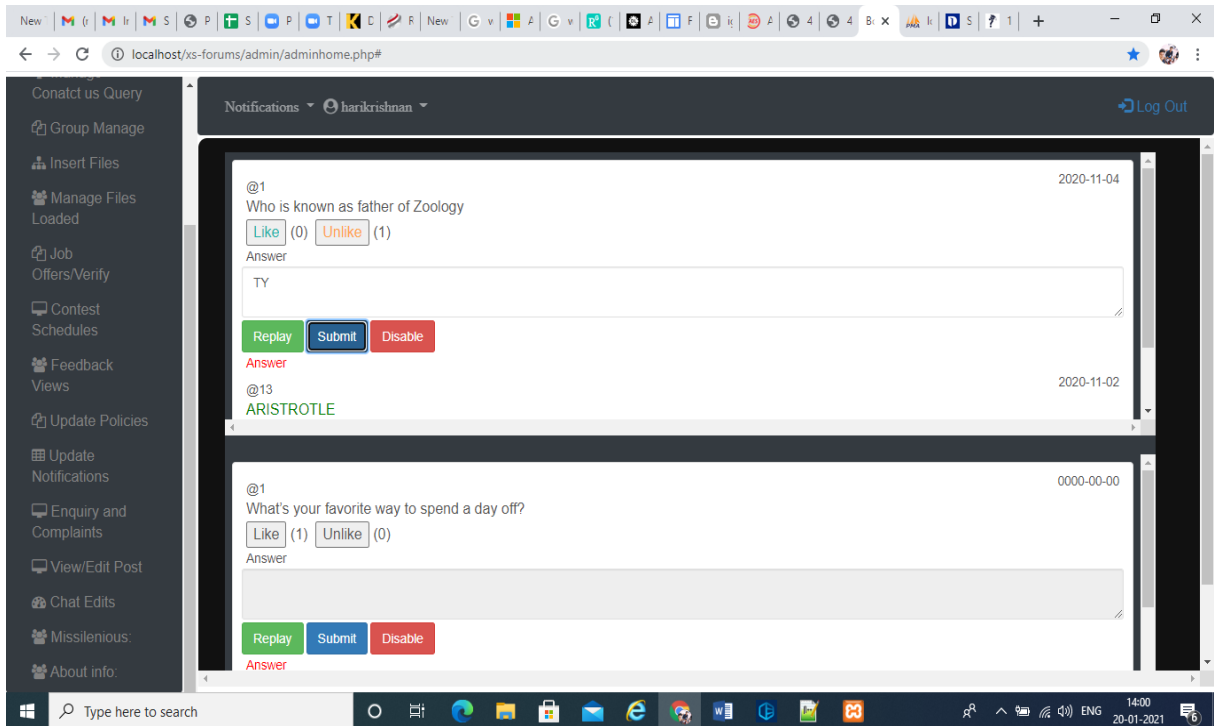 New
localhost/xs-forums/admin/adminhome.php#
Manage
Conatct us Query
Group Manage
Insert Files
Manage Files
Loaded
Job
Offers/Verify
Contest
Schedules
Feedback
Views
Update Policies
Update
Notifications
Enquiry and
Complaints
View/Edit Post
Chat Edits
Missilenious:
About info:
Notifications harikrishnan Log Out
@1 2020-11-04
Who is known as father of Zoology
Like (0) Unlike (1)
Answer
TY
Replay Submit Disable
Answer
@13 2020-11-02
ARISTROTLE
@1 0000-00-00
What's your favorite way to spend a day off?
Like (1) Unlike (0)
Answer
Replay Submit Disable
Answer
Type here to search
ENG
14:00
20-01-2021
6